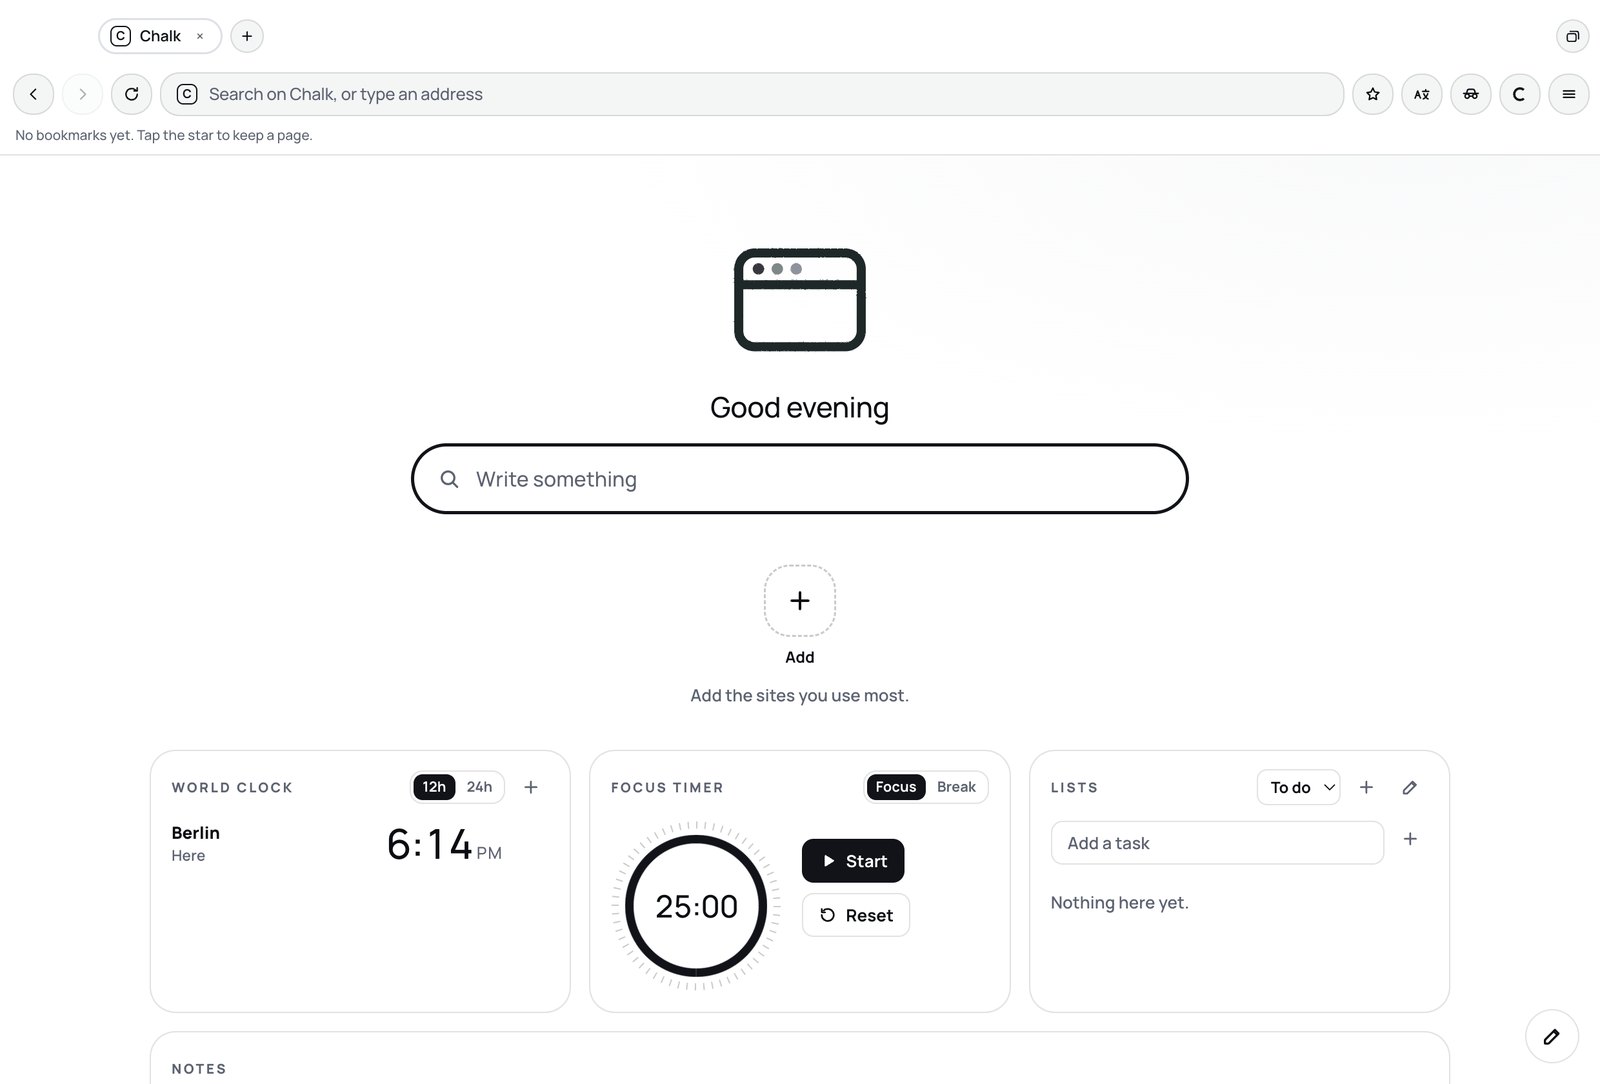 C Chalk
C Search on Chalk, or type an address
No bookmarks yet. Tap the star to keep a page.
Good evening
Write something
Add
Add the sites you use most.
WORLD CLOCK 12h 24h
Berlin
Here
6:14 PM
FOCUS TIMER Focus Break
25:00
Start
Reset
LISTS To do
Add a task
Nothing here yet.
NOTES